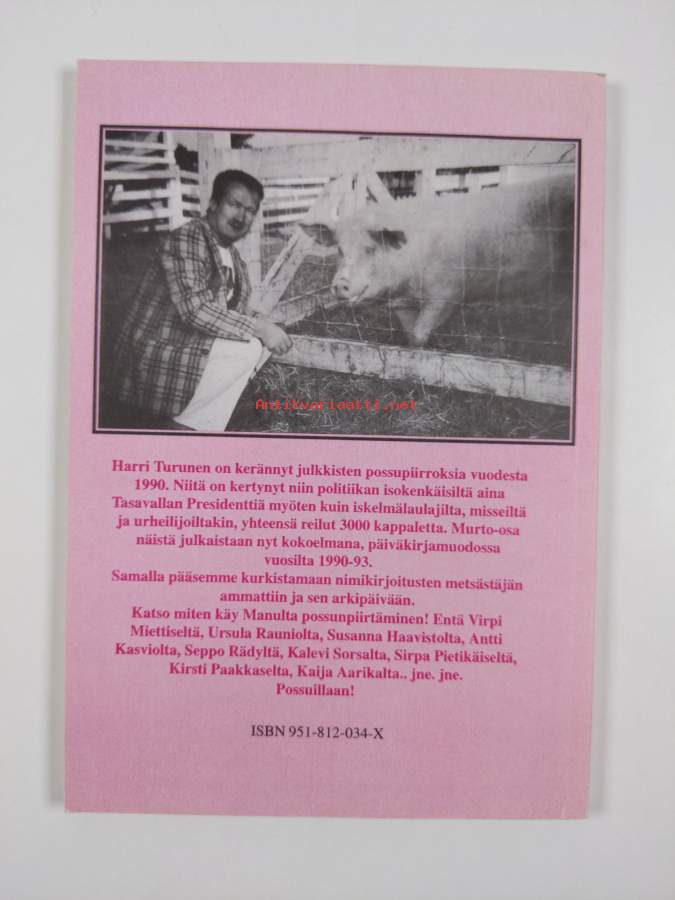 Antikvariaatti.net
Harri Turunen on kerännyt julkkisten possupiirroksia vuodesta
1990. Niitä on kertynyt niin politiikan isokenkäisiltä aina
Tasavallan Presidenttiä myöten kuin iskelmälaulajilta, misseiltä
ja urheilijoiltakin, yhteensä reilut 3000 kappaletta. Murto-osa
näistä julkaistaan nyt kokoelmana, päiväkirjamuodossa
vuosilta 1990-93.
Samalla pääsemme kurkistamaan nimikirjoitusten metsästäjän
ammattiin ja sen arkipäivään.
Katso miten käy Manulta possunpiirtäminen! Entä Virpi
Miettiseltä, Ursula Rauniolta, Susanna Haavistolta, Antti
Kasviolta, Seppo Rädyltä, Kalevi Sorsalta, Sirpa Pietikäiseltä,
Kirsti Paakkaselta, Kaija Aarikalta.. jne. jne.
Possuillaan!
ISBN 951-812-034-X